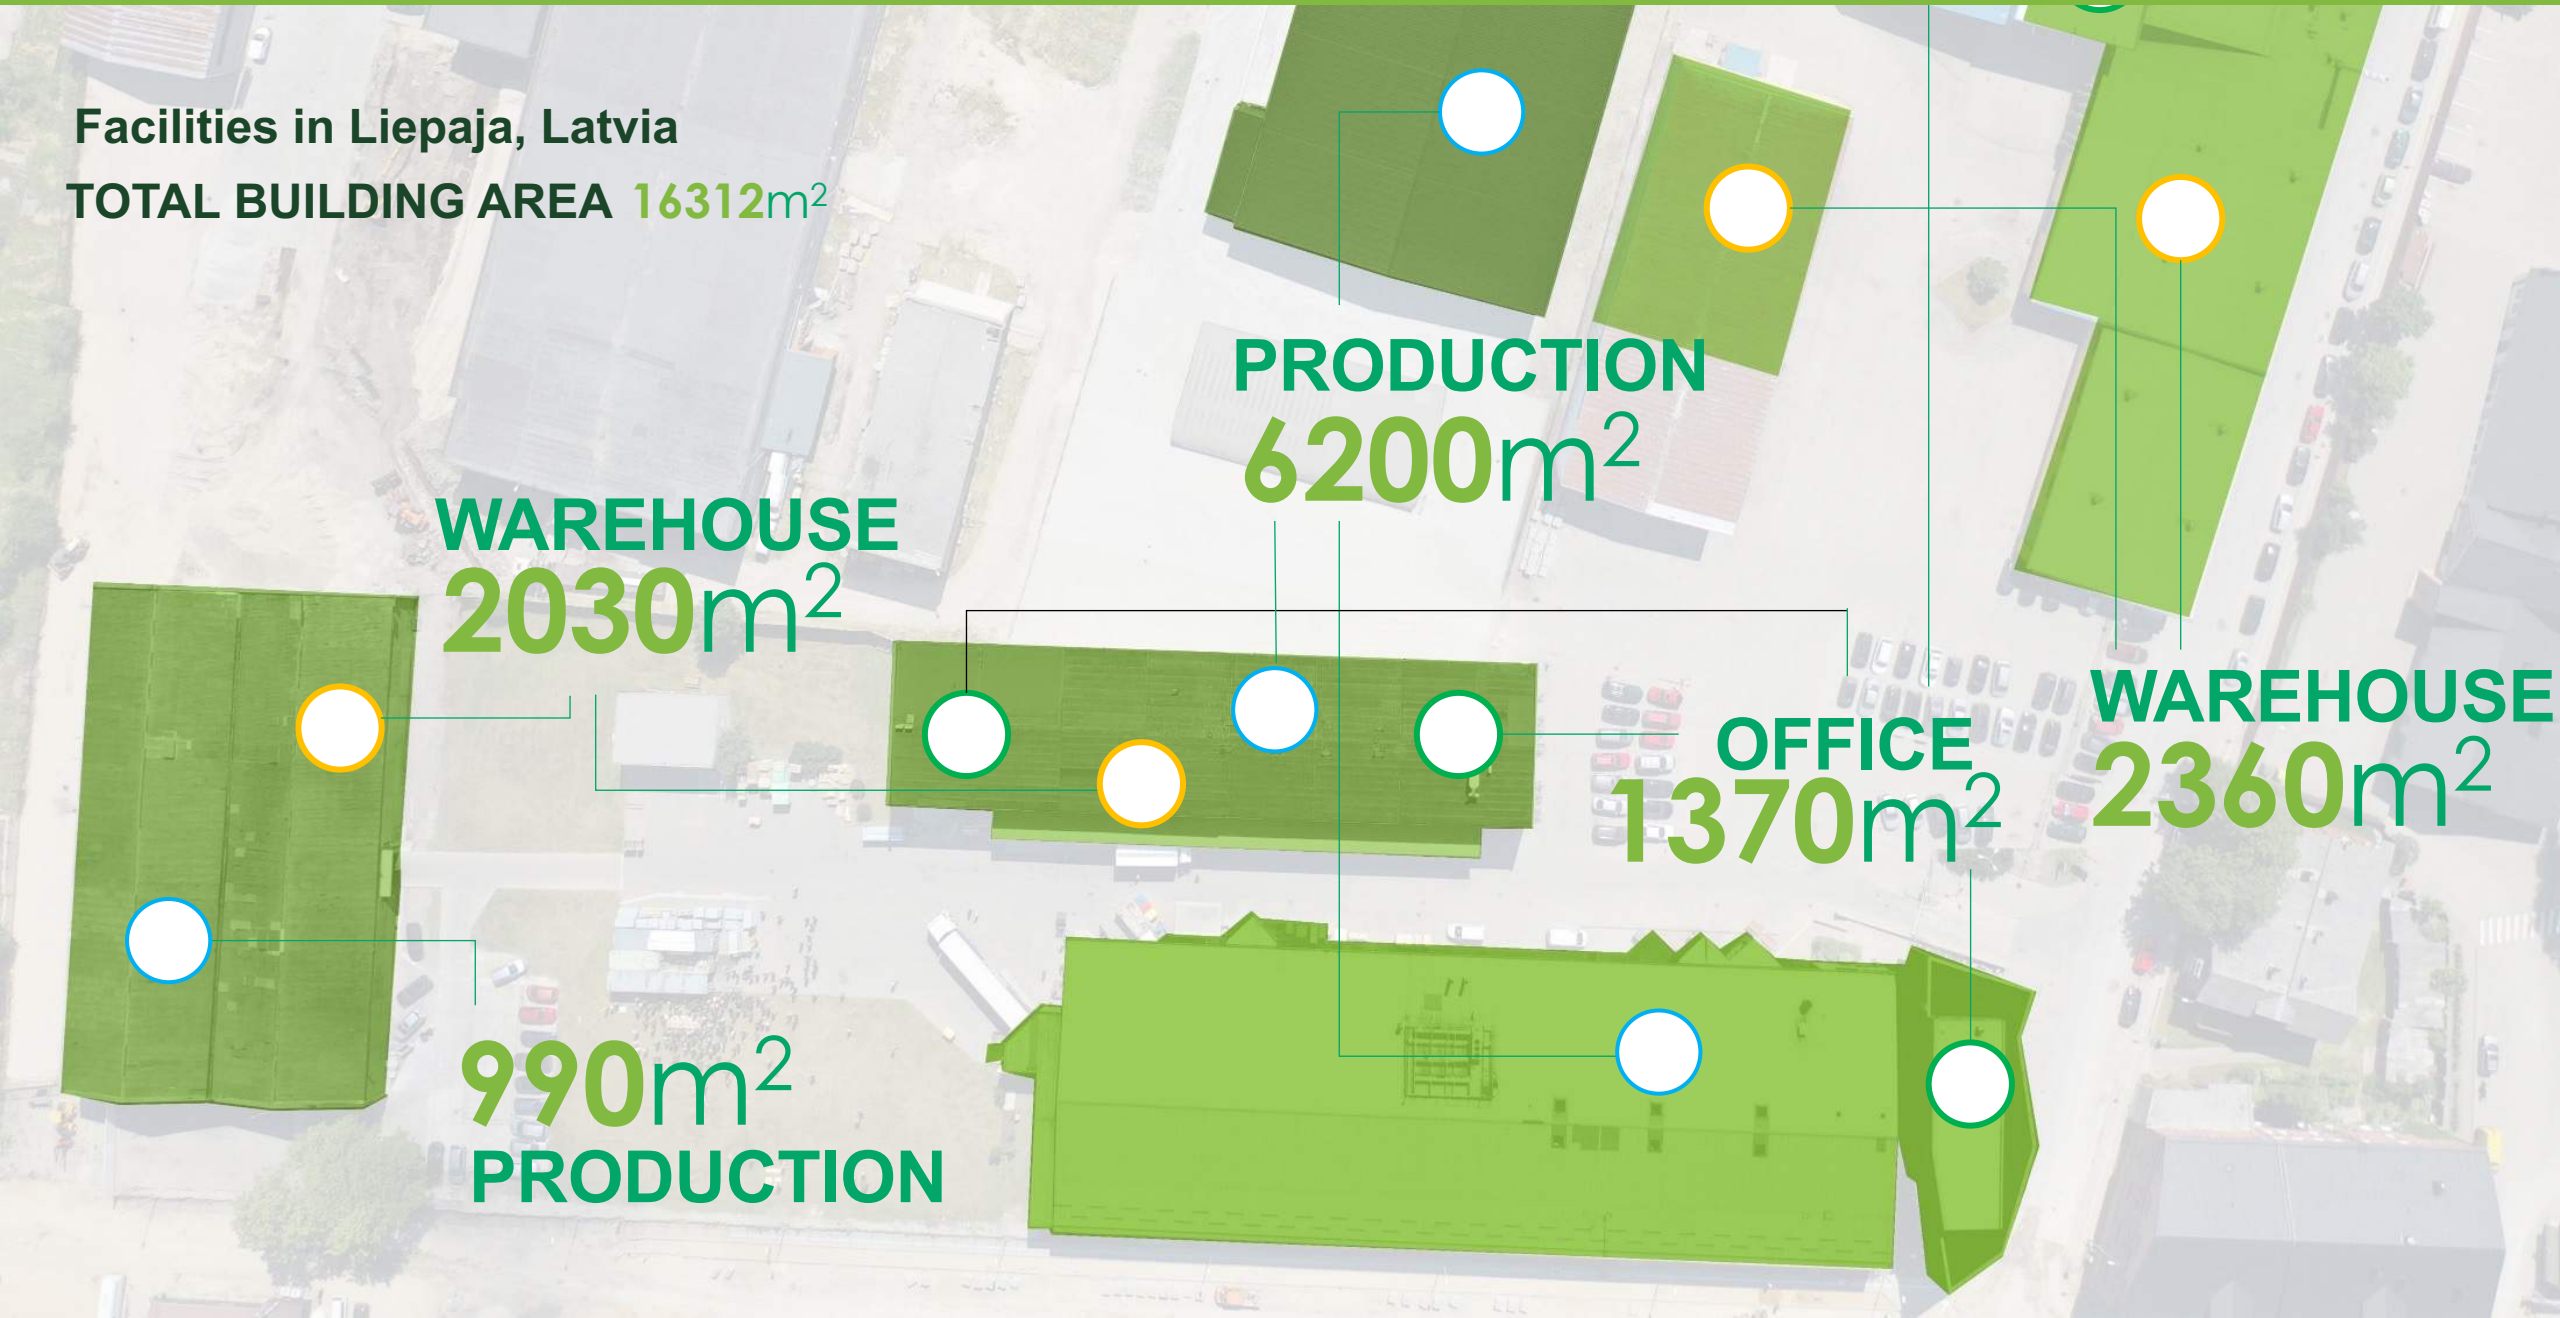 Facilities in Liepaja, Latvia
TOTAL BUILDING AREA 16312m²
PRODUCTION
6200m²
WAREHOUSE
2030m²
OFFICE
1370m²
WAREHOUSE
2360m²
990m²
PRODUCTION